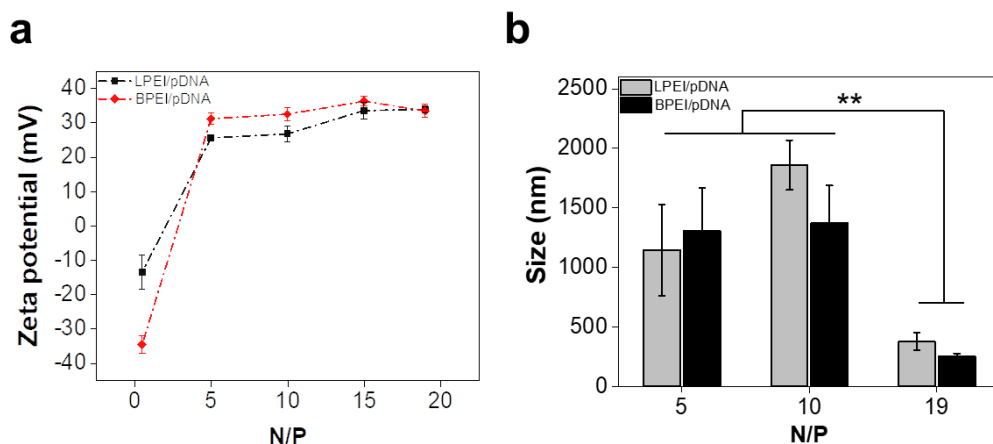 a
LPEI/pDNA
BPEI/pDNA
Zeta potential (mV)
40
30
20
10
0
-10
-20
-30
-40
0 5 10 15 20
N/P
b
LPEI/pDNA
BPEI/pDNA
**
Size (nm)
2500
2000
1500
1000
500
0
5 10 19
N/P